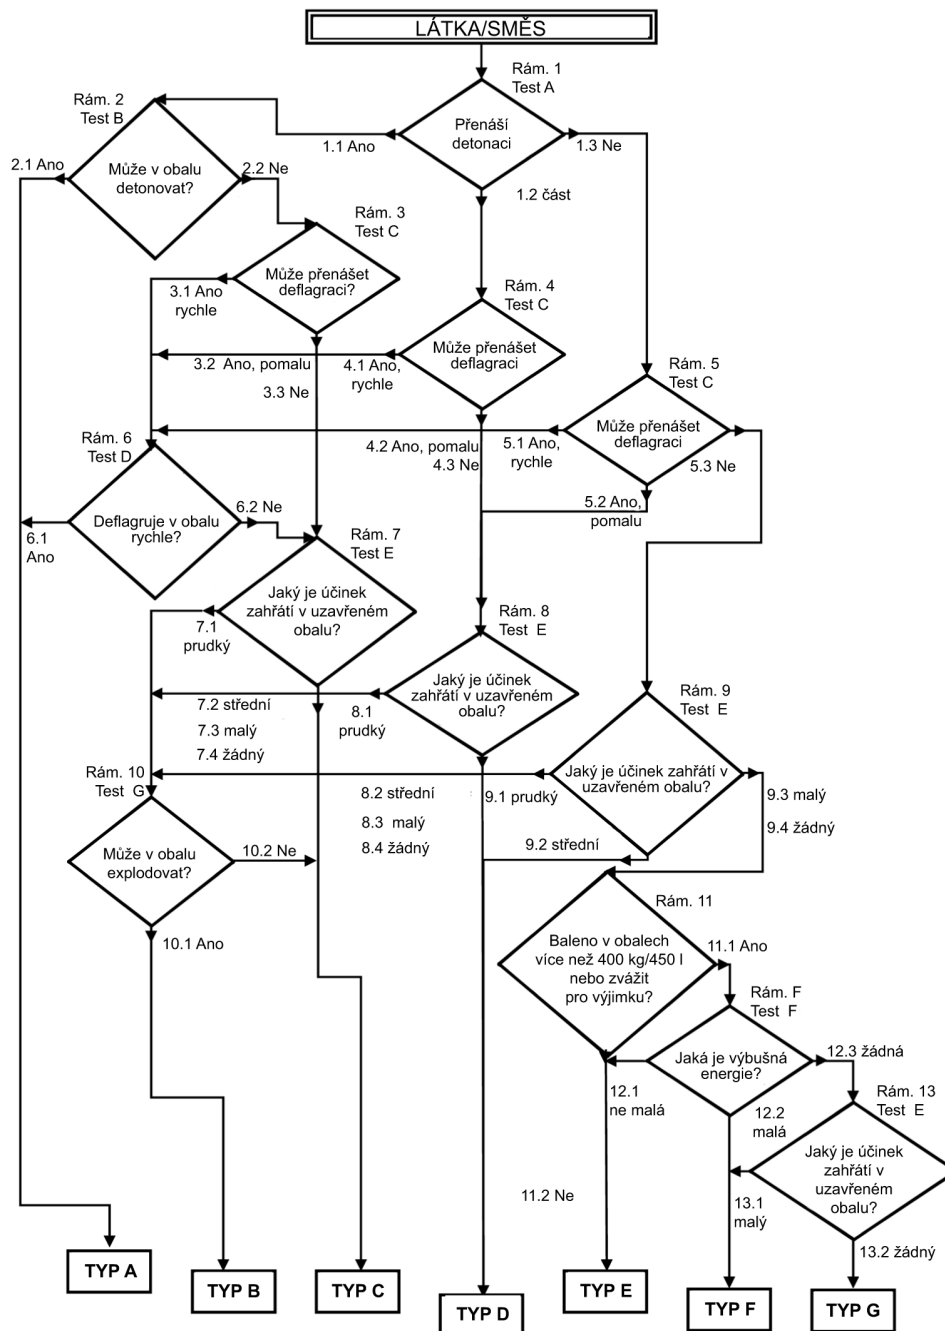 LÁTKA/SMĚS
Rám. 1
Test A
Přenáší
detonaci
1.1 Ano
1.3 Ne
1.2 část
Rám. 2
Test B
Může v obalu
detonovat?
2.1 Ano
2.2 Ne
Rám. 3
Test C
Může přenášet
deflagraci?
3.1 Ano
rychle
3.2 Ano, pomalu
3.3 Ne
Rám. 4
Test C
Může přenášet
deflagraci
4.1 Ano,
rychle
4.2 Ano, pomalu
4.3 Ne
Rám. 5
Test C
Může přenášet
deflagraci
5.1 Ano,
rychle
5.3 Ne
5.2 Ano,
pomalu
Rám. 6
Test D
Deflagruje v obalu
rychle?
6.1
Ano
6.2 Ne
Rám. 7
Test E
Jaký je účinek
zahřátí v uzavřeném
obalu?
7.1
prudký
7.2 střední
7.3 malý
7.4 žádný
Rám. 8
Test E
Jaký je účinek
zahřátí v uzavřeném
obalu?
8.1
prudký
8.2 střední
8.3 malý
8.4 žádný
Rám. 9
Test E
Jaký je účinek zahřátí v
uzavřeném obalu?
9.1 prudký
9.2 střední
9.3 malý
9.4 žádný
Rám. 10
Test G
Může v obalu
explodovat?
10.2 Ne
10.1 Ano
Rám. 11
Baleno v obalech
více než 400 kg/450 l
nebo zvážit
pro výjimku?
11.1 Ano
11.2 Ne
Rám. F
Test F
Jaká je výbušná
energie?
12.1
ne malá
12.2
malá
12.3 žádná
Rám. 13
Test E
Jaký je účinek
zahřátí v
uzavřeném
obalu?
13.1
malý
13.2 žádný
TYP A
TYP B
TYP C
TYP D
TYP E
TYP F
TYP G